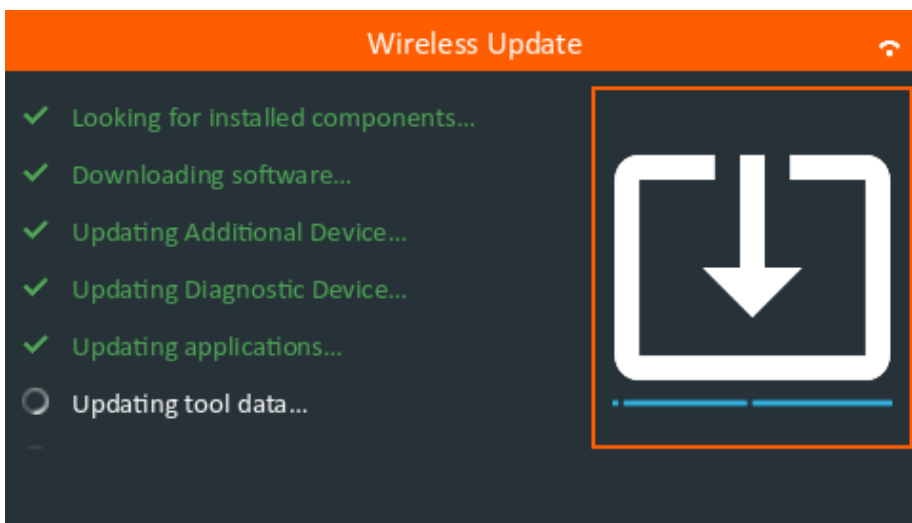 Wireless Update
Looking for installed components...
Downloading software...
Updating Additional Device...
Updating Diagnostic Device...
Updating applications...
Updating tool data...